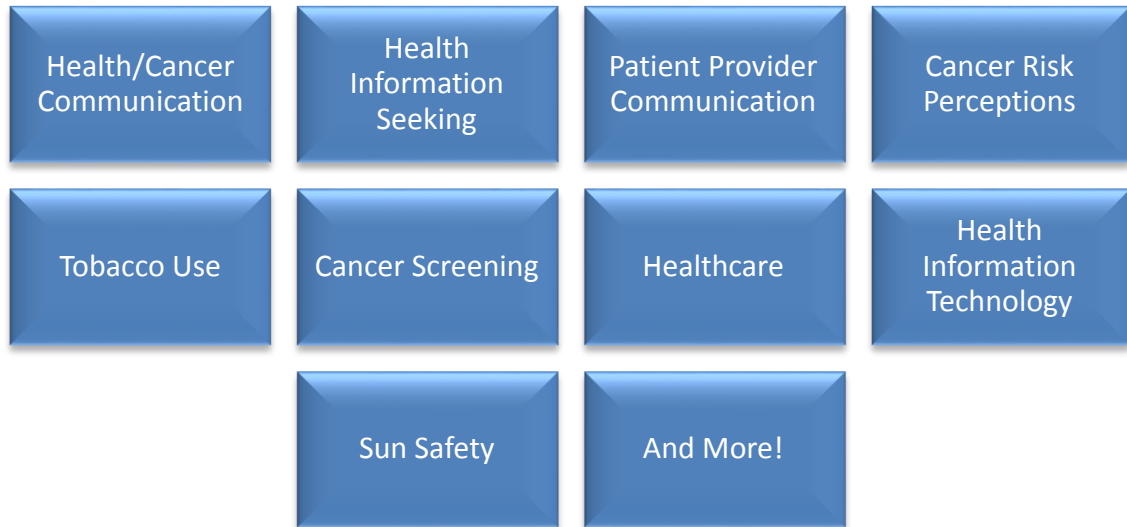 Health/Cancer
Communication
Health
Information
Seeking
Patient Provider
Communication
Cancer Risk
Perceptions
Tobacco Use
Cancer Screening
Healthcare
Health
Information
Technology
Sun Safety
And More!